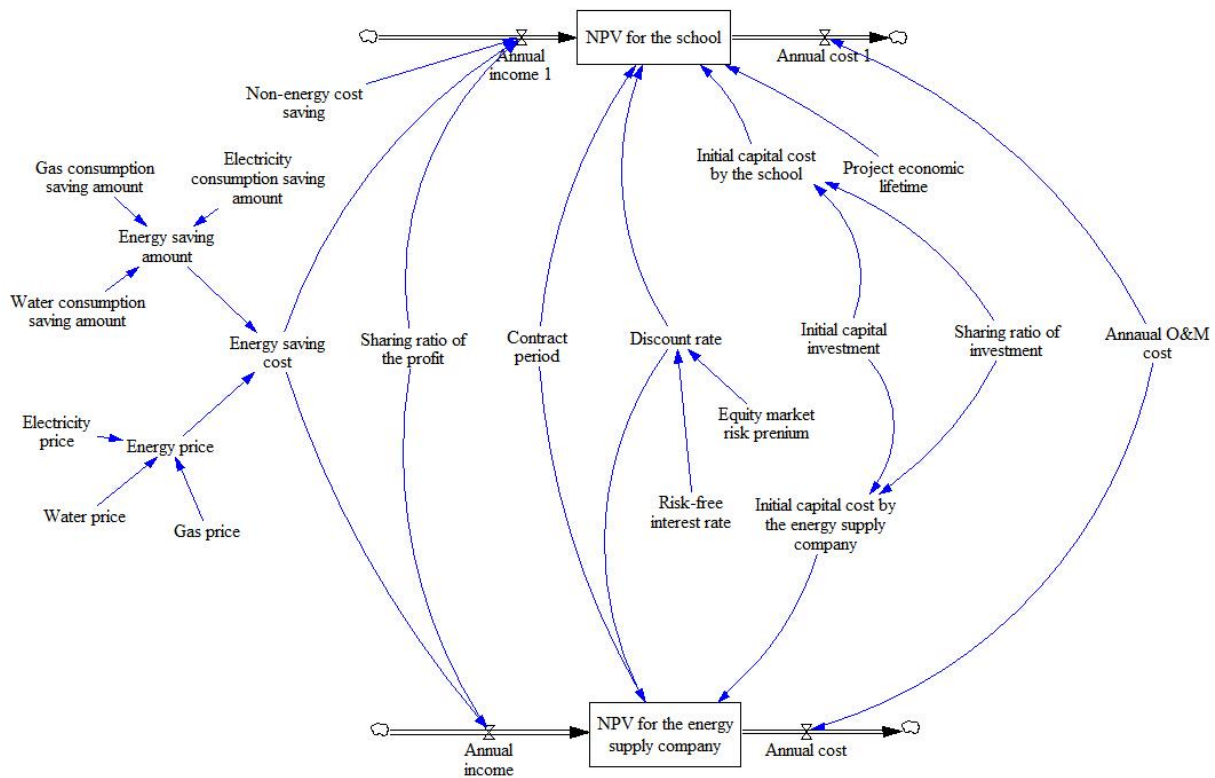 NPV for the school
Annual
income 1
Annual cost 1
Non-energy cost
saving
Gas consumption
saving amount
Electricity
consumption saving
amount
Initial capital cost
by the school
Project economic
lifetime
Energy saving
amount
Water consumption
saving amount
Energy saving
cost
Sharing ratio of
the profit
Contract
period
Discount rate
Initial capital
investment
Sharing ratio of
investment
Annaual O&M
cost
Electricity
price
Energy price
Equity market
risk prenium
Water price
Gas price
Risk-free
interest rate
Initial capital cost by
the energy supply
company
NPV for the energy
supply company
Annual
income
Annual cost